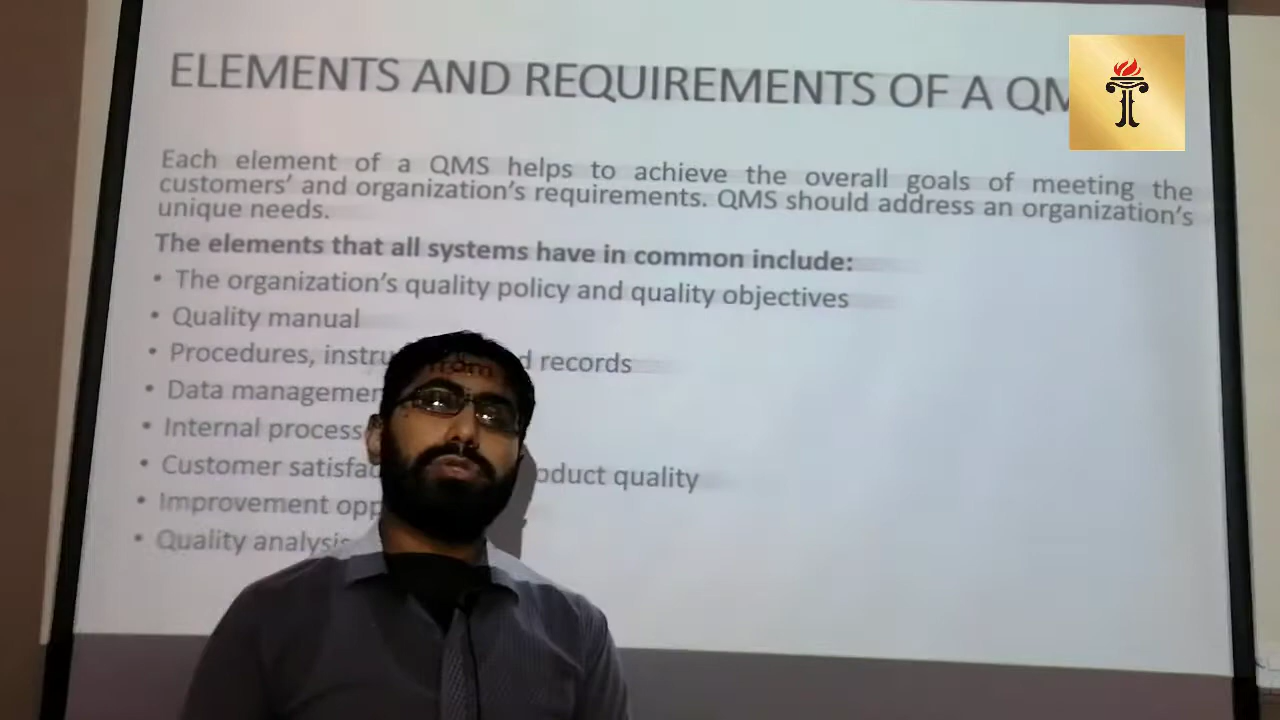 ELEMENTS AND REQUIREMENTS OF A QM
Each element of a QMS helps to achieve the overall goals of meeting the
customers' and organization's requirements. QMS should address an organization's
unique needs.
The elements that all systems have in common include:
• The organization's quality policy and quality objectives
• Quality manual
• Procedures, instru d records
• Data managemen
• Internal process
• Customer satisfac oduct quality
• Improvement opp
• Quality analysis
from